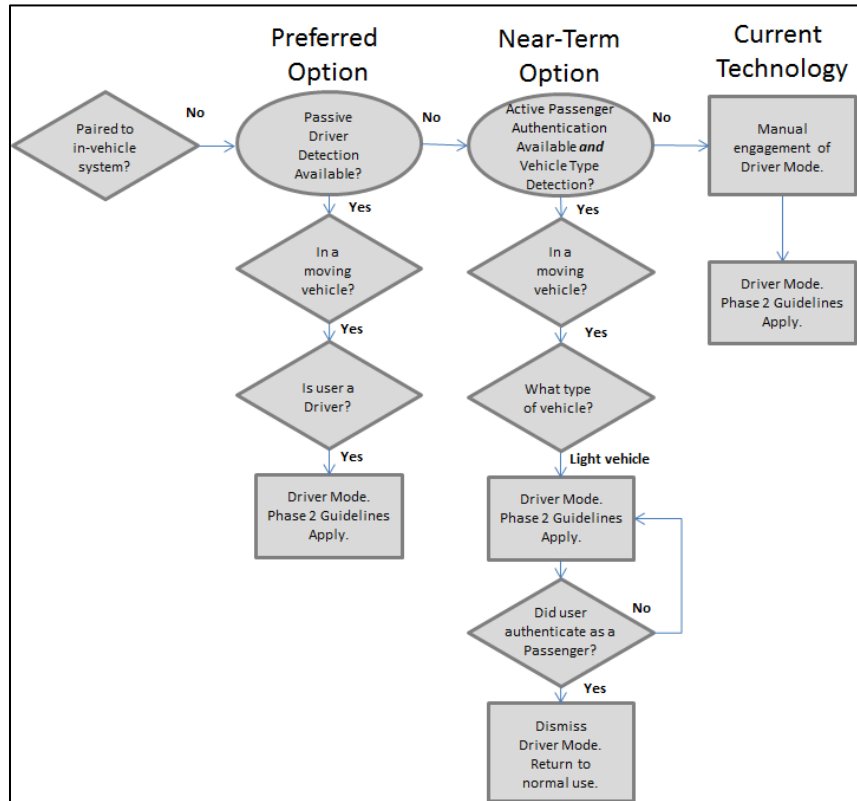 Preferred
Option
Near-Term
Option
Current
Technology
Paired to
in-vehicle
system?
No
Passive
Driver
Detection
Available?
No
Active Passenger
Authentication
Available and
Vehicle Type
Detection?
No
Manual
engagement of
Driver Mode.
Yes
Yes
In a
moving
vehicle?
In a
moving
vehicle?
Driver Mode.
Phase 2 Guidelines
Apply.
Yes
Yes
Is user a
Driver?
What type
of vehicle?
Yes
Light vehicle
Driver Mode.
Phase 2 Guidelines
Apply.
Driver Mode.
Phase 2 Guidelines
Apply.
Did user
authenticate as a
Passenger?
No
Yes
Dismiss
Driver Mode.
Return to
normal use.